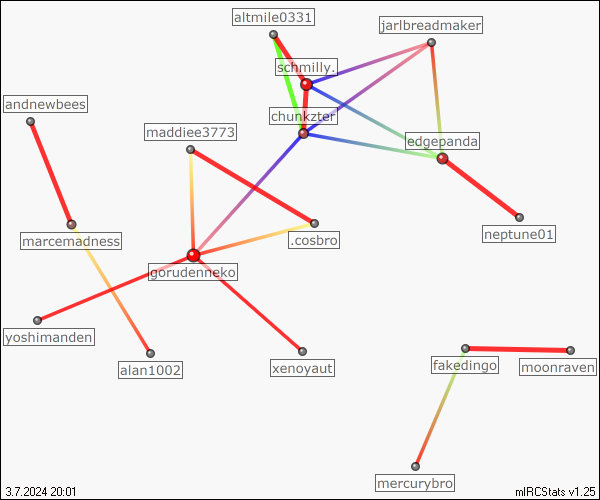 altmile0331
jarlbreadmaker
schmilly.
andnewbees
chunkzter
maddiee3773
edgepanda
neptune01
marcemadness
.cosbro
gorudenneko
yoshimanden
alan1002
xenoyaut
fakedingo
moonraven
mercurybro
3.7.2024 20:01
mIRCStats v1.25